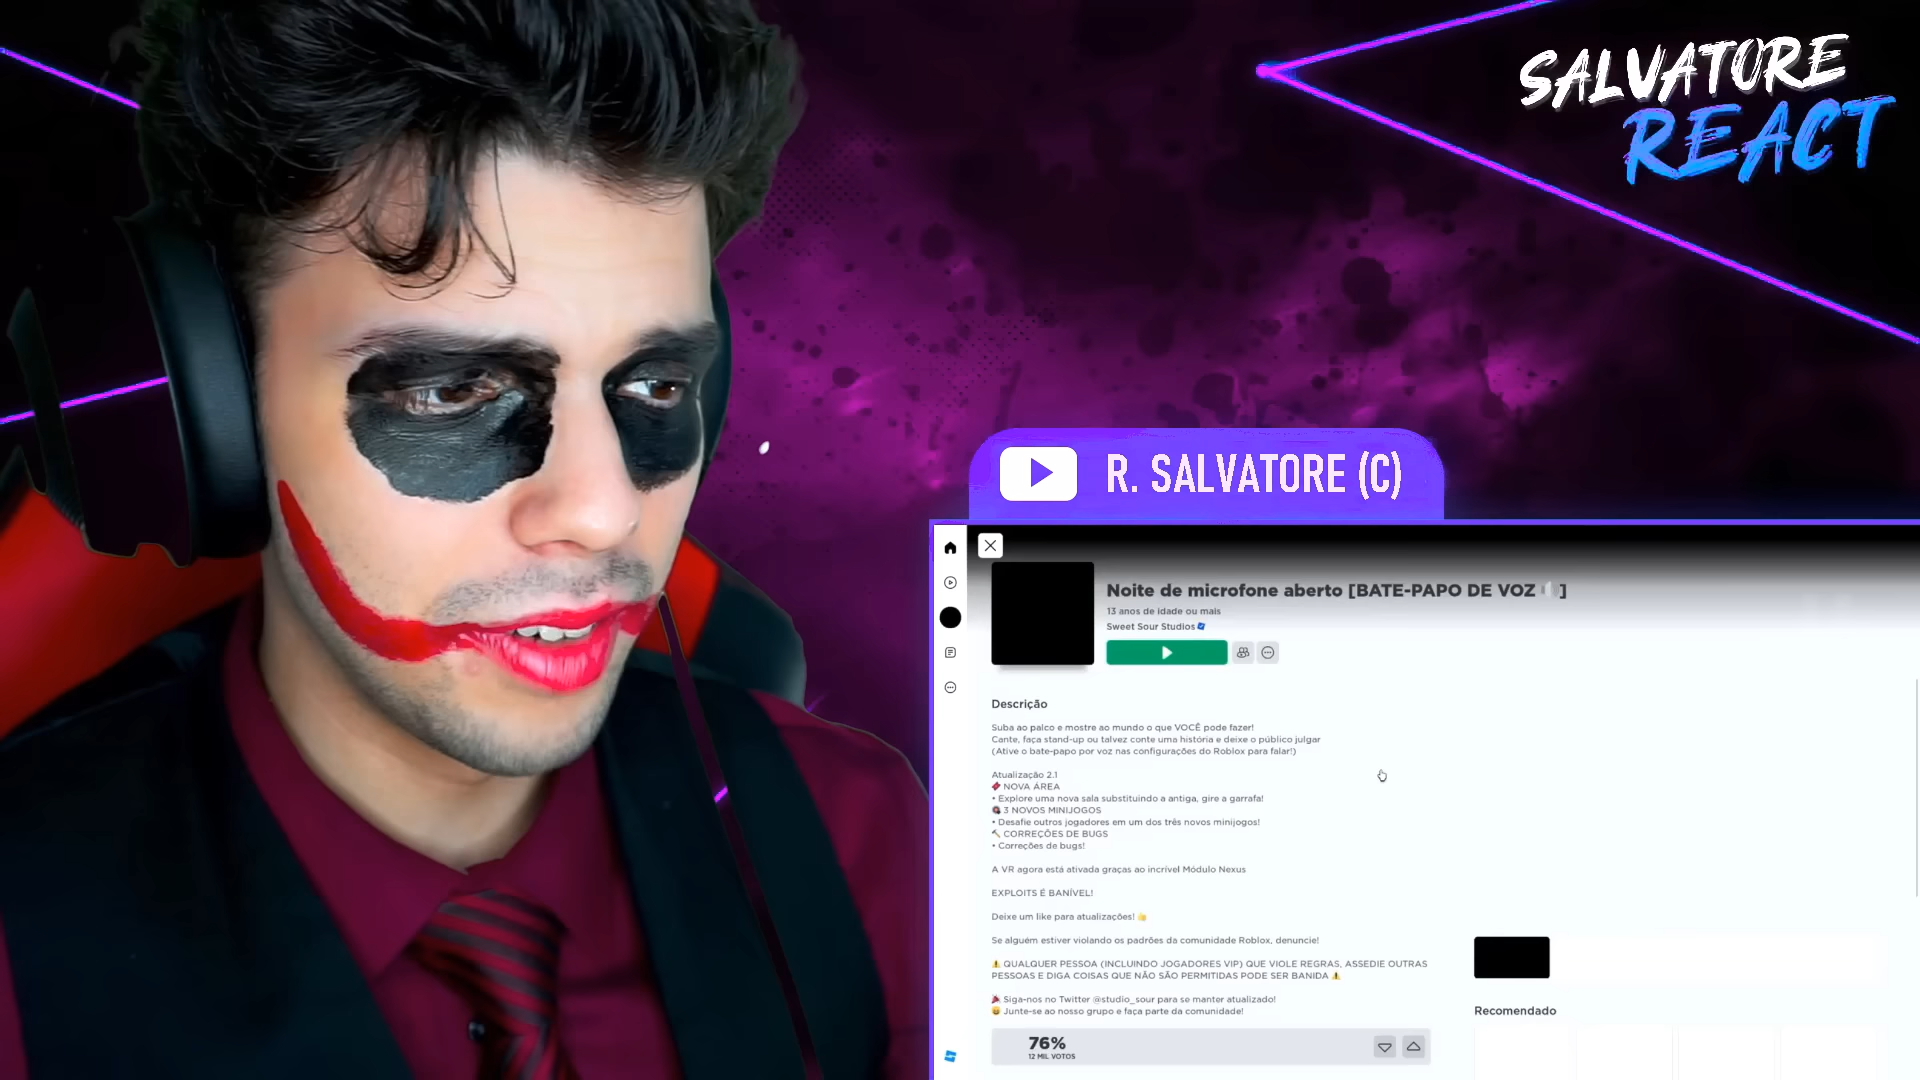 SALVATORE
REACT
R. SALVATORE (C)
Noite de microfone aberto [BATE-PAPO DE VOZ 🔊]
13 anos de idade ou mais
Sweet Sour Studios
Descrição
Suba ao palco e mostre ao mundo o que VOCÊ pode fazer!
Cante, faça stand-up ou talvez conte uma história e deixe o público julgar
(Ative o bate-papo por voz nas configurações do Roblox para falar!)
Atualização 2.1
NOVA ÁREA
• Explore uma nova sala substituindo a antiga, gire a garrafa!
3 NOVOS MINIJOGOS
• Desafie outros jogadores em um dos três novos minijogos!
CORREÇÕES DE BUGS
• Correções de bugs!
A VR agora está ativada graças ao incrível Módulo Nexus
EXPLOITS É BANÍVEL!
Deixe um like para atualizações! 👍
Se alguém estiver violando os padrões da comunidade Roblox, denuncie!
⚠️ QUALQUER PESSOA (INCLUINDO JOGADORES VIP) QUE VIOLE REGRAS, ASSEDIE OUTRAS
PESSOAS E DIGA COISAS QUE NÃO SÃO PERMITIDAS PODE SER BANIDA ⚠️
🎉 Siga-nos no Twitter @studio_sour para se manter atualizado!
😄 Junte-se ao nosso grupo e faça parte da comunidade!
76%
12 MIL VOTOS
Recomendado